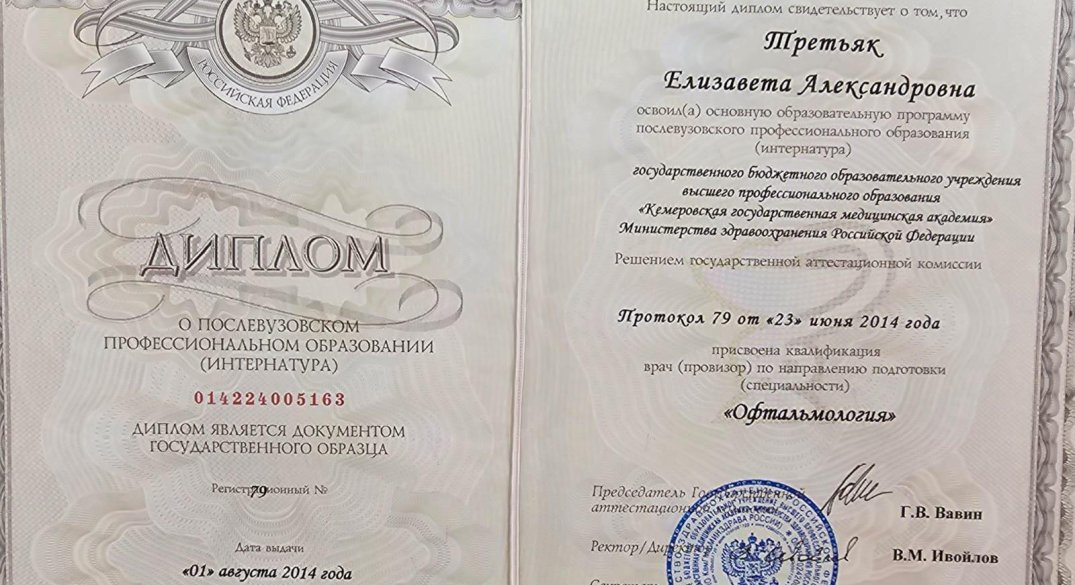 РОССИЙСКАЯ ФЕДЕРАЦИЯ
ДИПЛОМ
О ПОСЛЕВУЗОВСКОМ
ПРОФЕССИОНАЛЬНОМ ОБРАЗОВАНИИ
(ИНТЕРНАТУРА)
014224005163
ДИПЛОМ ЯВЛЯЕТСЯ ДОКУМЕНТОМ
ГОСУДАРСТВЕННОГО ОБРАЗЦА
Регистрационный №
79
Дата выдачи
«01» августа 2014 года
Настоящий диплом свидетельствует о том, что
Третьяк
Елизавета Александровна
освоил(а) основную образовательную программу
послевузовского профессионального образования
(интернатура)
государственного бюджетного образовательного учреждения
высшего профессионального образования
«Кемеровская государственная медицинская академия»
Министерства здравоохранения Российской Федерации
Решением государственной аттестационной комиссии
Протокол 79 от «23» июня 2014 года
присвоена квалификация
врач (провизор) по направлению подготовки
(специальности)
«Офтальмология»
Председатель Государственной
аттестационной
Г.В. Вавин
Ректор/Директор
В.М. Ивойлов